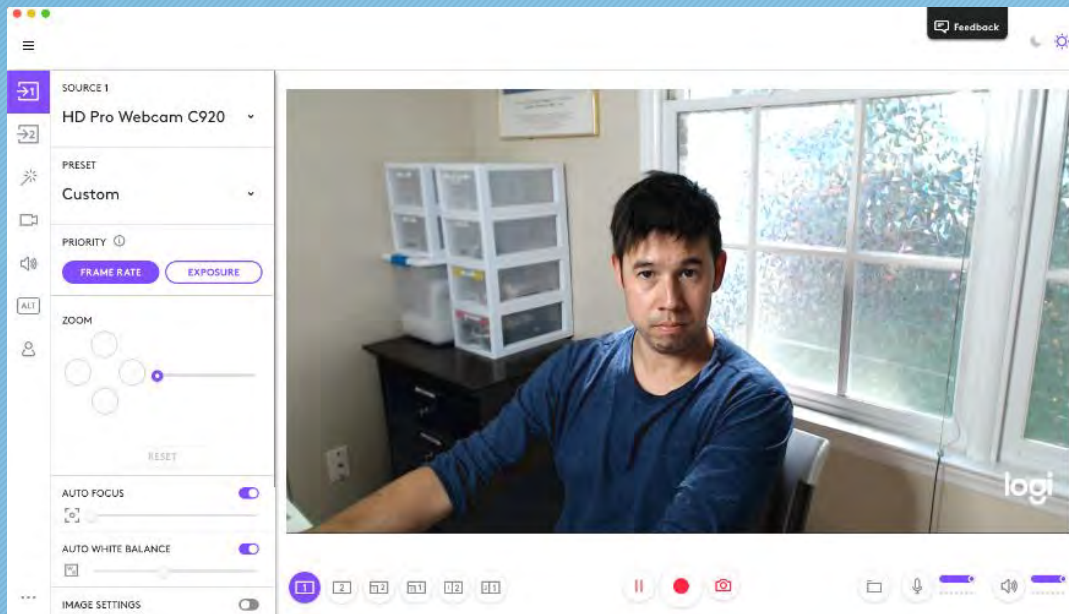 Feedback
SOURCE 1
HD Pro Webcam C920
PRESET
Custom
PRIORITY
FRAME RATE
EXPOSURE
ALT
ZOOM
RESET
AUTO FOCUS
AUTO WHITE BALANCE
IMAGE SETTINGS
logi